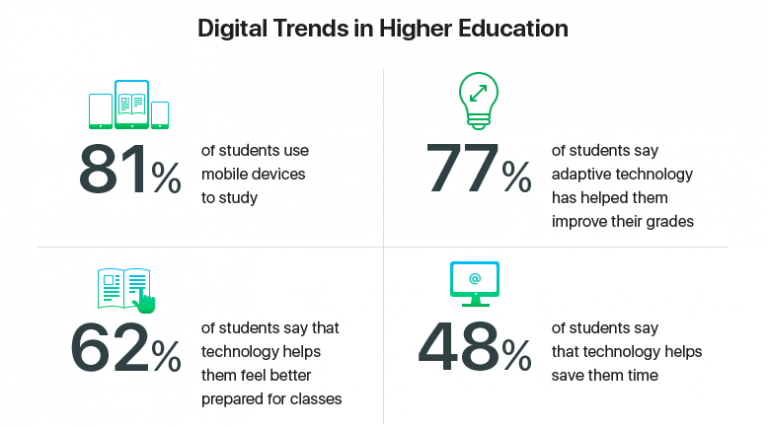 Digital Trends in Higher Education
81%
of students use
mobile devices
to study
77%
of students say
adaptive technology
has helped them
improve their grades
62%
of students say that
technology helps
them feel better
prepared for classes
@
48%
of students say
that technology helps
save them time